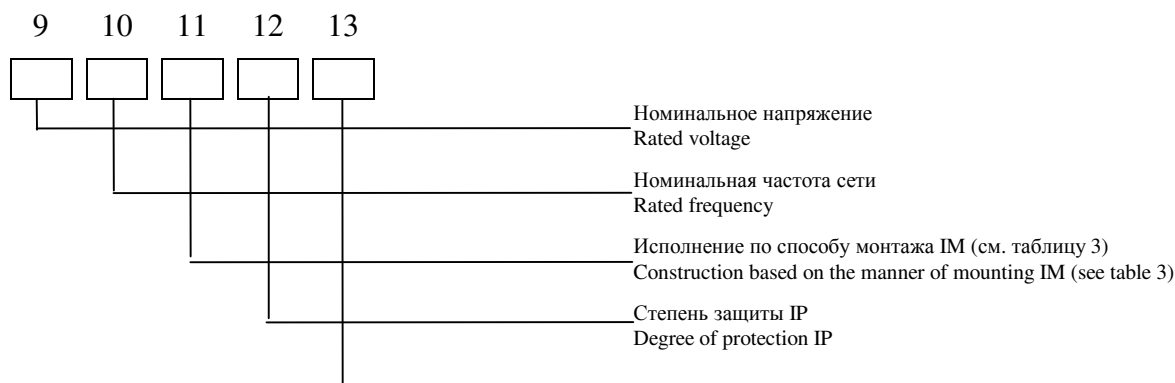 9 10 11 12 13
Номинальное напряжение
Rated voltage
Номинальная частота сети
Rated frequency
Исполнение по способу монтажа IM (см. таблицу 3)
Construction based on the manner of mounting IM (see table 3)
Степень защиты IP
Degree of protection IP